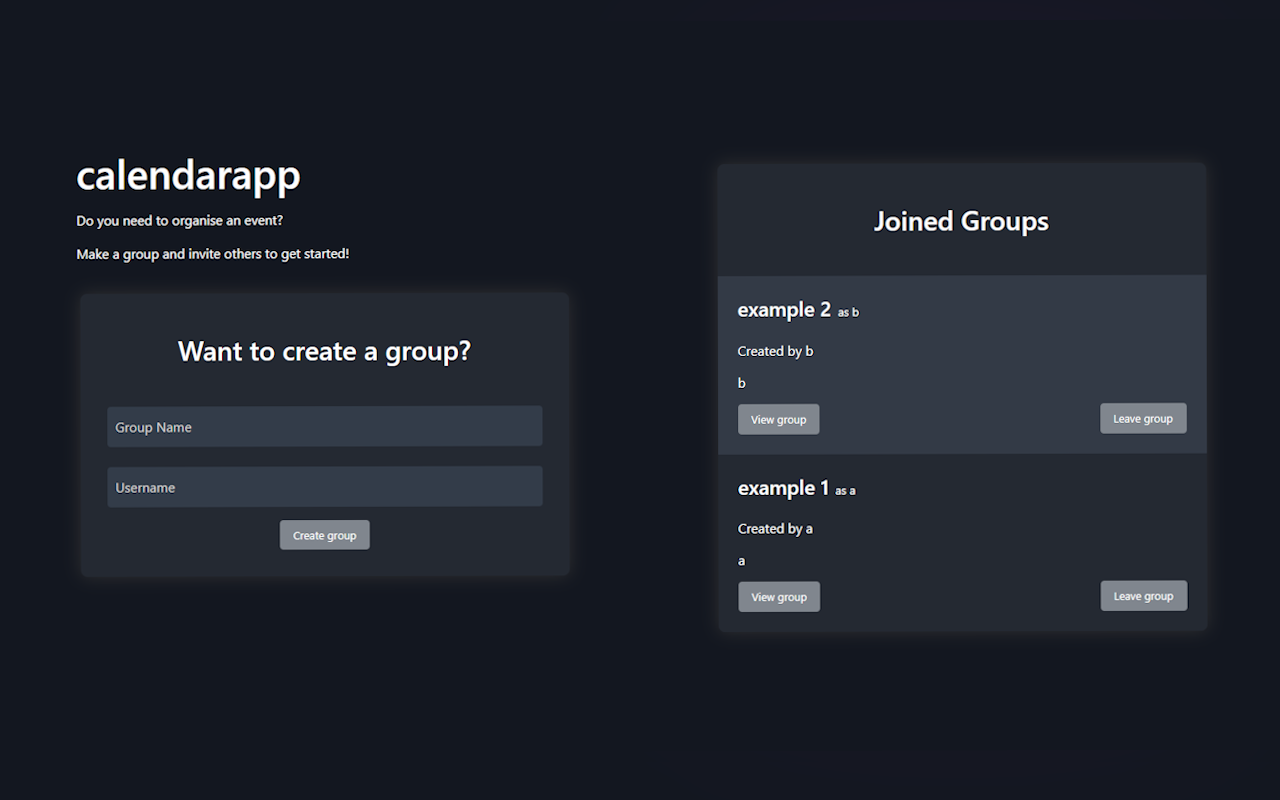 calendarapp
Do you need to organise an event?
Make a group and invite others to get started!
Want to create a group?
Group Name
Username
Create group
Joined Groups
example 2 as b
Created by b
b
View group
Leave group
example 1 as a
Created by a
a
View group
Leave group